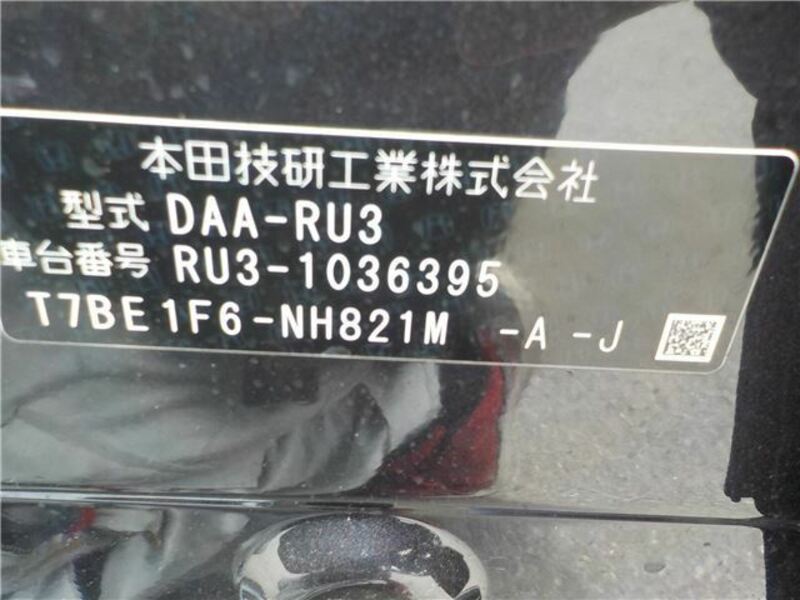 本田技研工業株式会社
型式 DAA-RU3
車台番号 RU3-1036395
T7BE1F6-NH821M -A -J